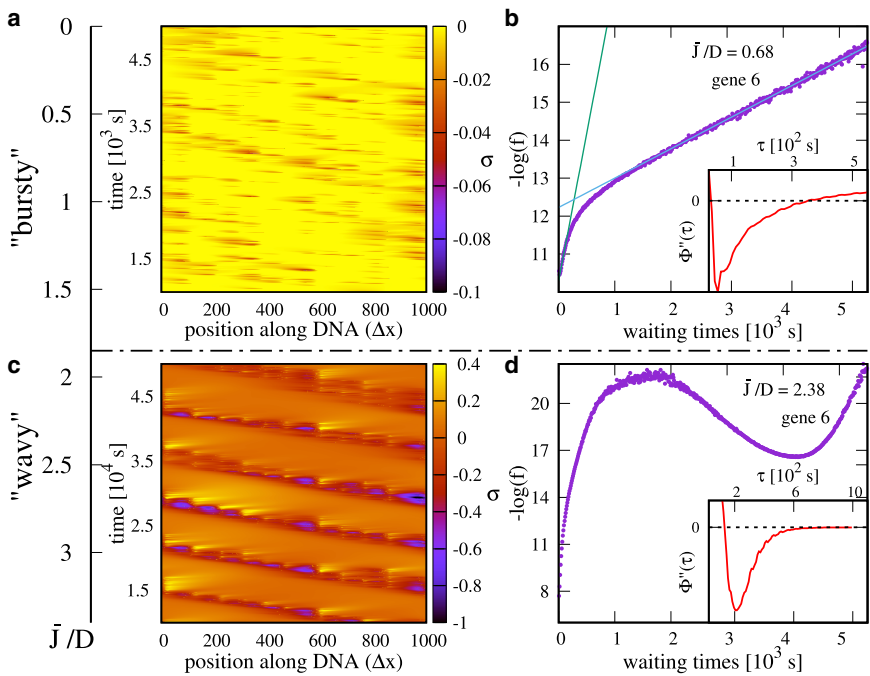 a
b
0
0.5
1
1.5
2
2.5
3
J̄ /D
"bursty"
"wavy"
time [10³ s]
4.5
3.5
2.5
1.5
0 200 400 600 800 1000
position along DNA (Δx)
0
-0.02
-0.04
-0.06
-0.08
-0.1
σ
J̄ /D = 0.68
gene 6
-log(f)
16
15
14
13
12
11
0 1 2 3 4 5
waiting times [10³ s]
τ [10² s]
1 3 5
0
Φ''(τ)
c
d
time [10⁴ s]
4.5
3.5
2.5
1.5
0 200 400 600 800 1000
position along DNA (Δx)
0.4
0.2
0
-0.2
-0.4
-0.6
-0.8
-1
σ
J̄ /D = 2.38
gene 6
-log(f)
20
17
14
11
8
0 1 2 3 4 5
waiting times [10³ s]
τ [10² s]
2 6 10
0
Φ''(τ)